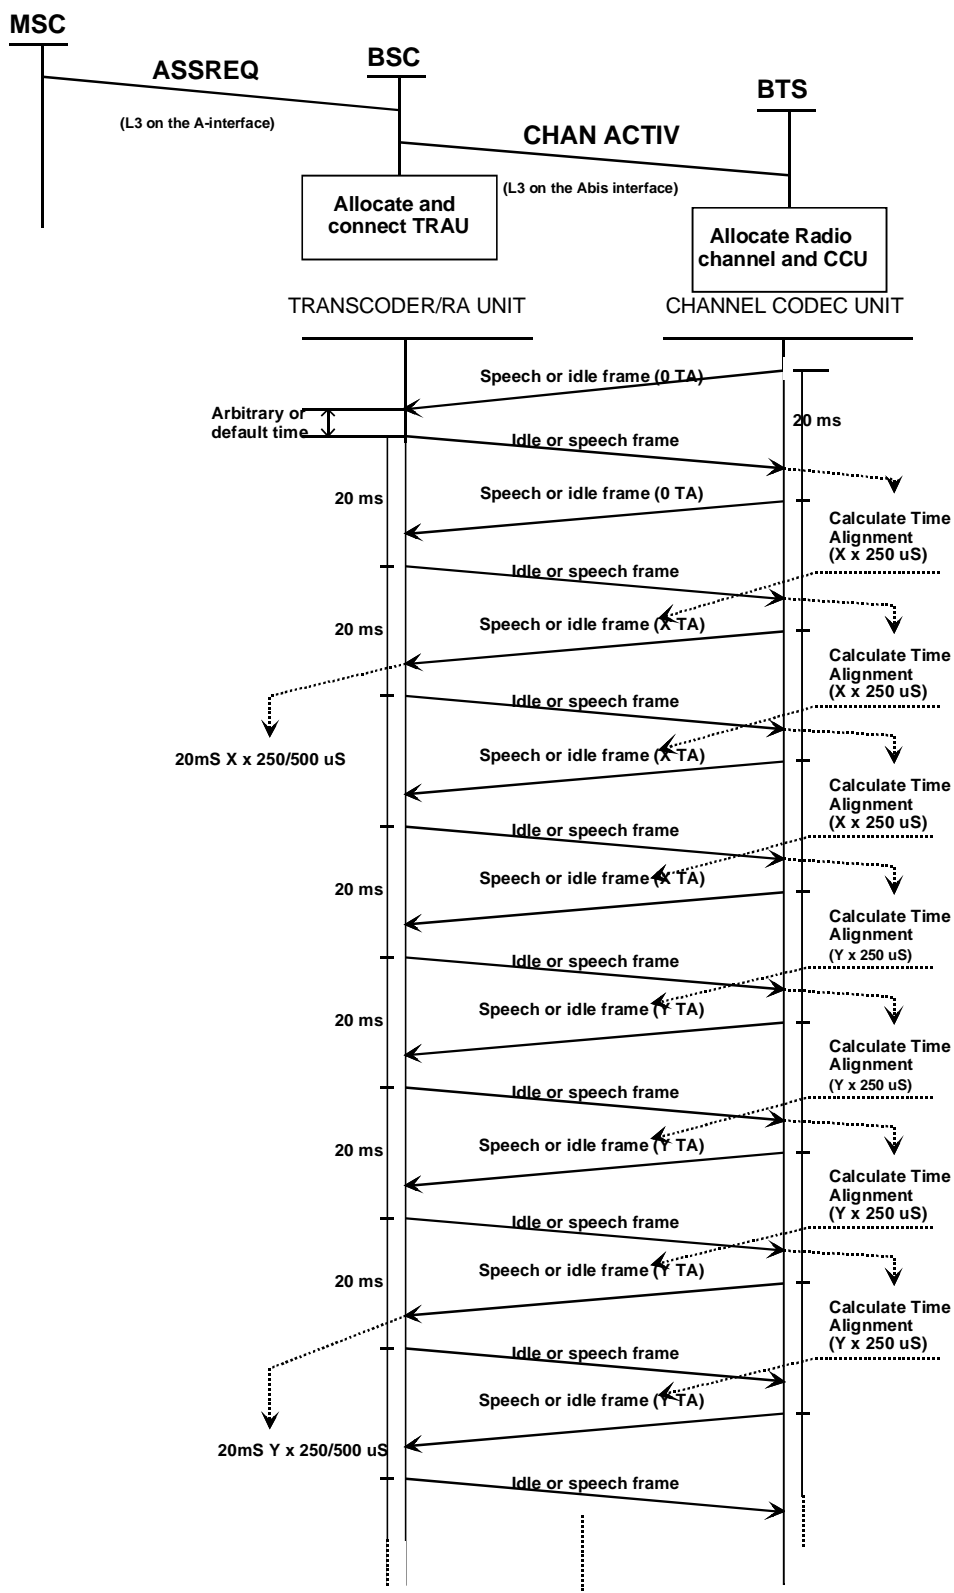 MSC
BSC
ASSREQ
BTS
(L3 on the A-interface)
CHAN ACTIV
(L3 on the Abis interface)
Allocate and
connect TRAU
Allocate Radio
channel and CCU
TRANSCODER/RA UNIT
CHANNEL CODEC UNIT
Speech or idle frame (0 TA)
Arbitrary or
default time
20 ms
Idle or speech frame
20 ms
Speech or idle frame (0 TA)
Calculate Time
Alignment
(X x 250 uS)
Idle or speech frame
20 ms
Speech or idle frame (X TA)
Calculate Time
Alignment
(X x 250 uS)
Idle or speech frame
20mS X x 250/500 uS
Speech or idle frame (X TA)
Calculate Time
Alignment
(X x 250 uS)
Idle or speech frame
20 ms
Speech or idle frame (X TA)
Calculate Time
Alignment
(Y x 250 uS)
Idle or speech frame
20 ms
Speech or idle frame (Y TA)
Calculate Time
Alignment
(Y x 250 uS)
Idle or speech frame
20 ms
Speech or idle frame (Y TA)
Calculate Time
Alignment
(Y x 250 uS)
Idle or speech frame
20 ms
Speech or idle frame (Y TA)
Calculate Time
Alignment
(Y x 250 uS)
Idle or speech frame
Speech or idle frame (Y TA)
20mS Y x 250/500 uS
Idle or speech frame